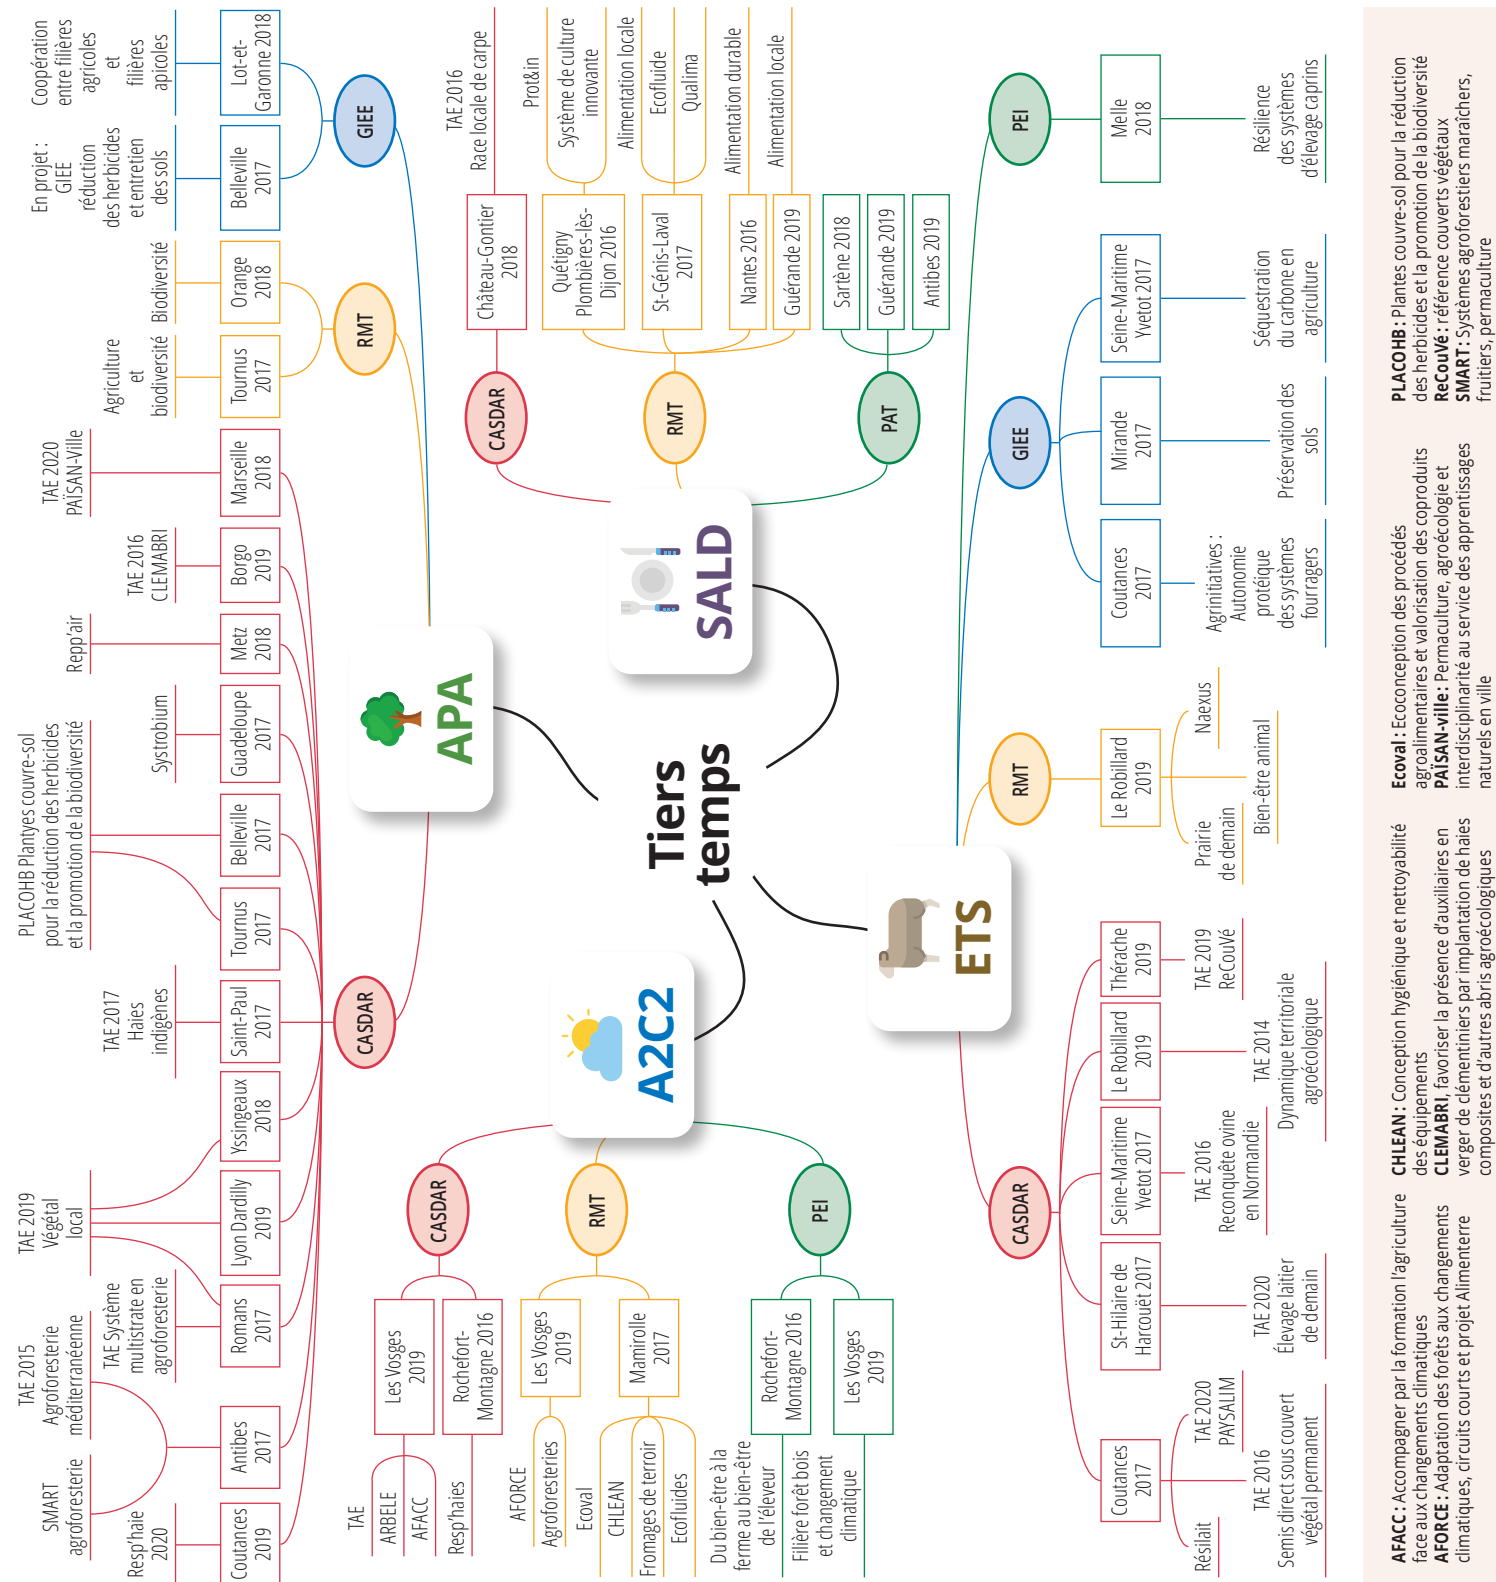 Tiers
temps
APA
CASDAR
Coutances
2019
Resp'haie
2020
Antibes
2017
SMART
agroforesterie
TAE 2015
Agroforesterie
méditerranéenne
Romans
2017
TAE Système
multistrate en
agroforesterie
Lyon Dardilly
2019
TAE 2019
Végétal
local
Yssingeaux
2018
Saint-Paul
2017
TAE 2017
Haies
indigènes
Tournus
2017
Belleville
2017
PLACOHB Plantyes couvre-sol
pour la réduction des herbicides
et la promotion de la biodiversité
Guadeloupe
2017
Systrobium
Metz
2018
Repp'air
Borgo
2019
TAE 2016
CLEMABRI
Marseille
2018
TAE 2020
PAÏSAN-Ville
RMT
Tournus
2017
Agriculture
et
biodiversité
Orange
2018
Biodiversité
GIEE
Belleville
2017
En projet :
GIEE
réduction
des herbicides
et entretien
des sols
Lot-et-
Garonne 2018
Coopération
entre filières
agricoles
et
filières
apicoles
A2C2
CASDAR
Les Vosges
2019
TAE
ARBELE
AFACC
Rochefort-
Montagne 2016
Resp'haies
RMT
Les Vosges
2019
AFORCE
Agroforesteries
Mamirolle
2017
Ecoval
CHLEAN
Fromages de terroir
Ecofluides
PEI
Rochefort-
Montagne 2016
Du bien-être à la
ferme au bien-être
de l'éleveur
Les Vosges
2019
Filière forêt bois
et changement
climatique
SALD
CASDAR
Château-Gontier
2018
TAE 2016
Race locale de carpe
RMT
Quétigny
Plombières-lès-
Dijon 2016
Prot&in
Système de culture
innovante
St-Génis-Laval
2017
Alimentation locale
Ecofluide
Qualima
Nantes 2016
Alimentation durable
Guérande 2019
Alimentation locale
PAT
Sartène 2018
Guérande 2019
Antibes 2019
ETS
CASDAR
Coutances
2017
Résilait
TAE 2016
Semis direct sous couvert
végétal permanent
TAE 2020
PAYSALIM
St-Hilaire de
Harcouët 2017
TAE 2020
Élevage laitier
de demain
Seine-Maritime
Yvetot 2017
TAE 2016
Reconquête ovine
en Normandie
Le Robillard
2019
TAE 2014
Dynamique territoriale
agroécologique
Thérache
2019
TAE 2019
ReCouVé
RMT
Le Robillard
2019
Prairie
de demain
Bien-être animal
Naexus
GIEE
Coutances
2017
Agrinitiatives :
Autonomie
protéique
des systèmes
fourragers
Mirande
2017
Préservation des
sols
Seine-Maritime
Yvetot 2017
Séquestration
du carbone en
agriculture
PEI
Melle
2018
Résilience
des systèmes
d'élevage caprins
AFACC : Accompagner par la formation l'agriculture
face aux changements climatiques
AFORCE : Adaptation des forêts aux changements
climatiques, circuits courts et projet Alimenterre
CHLEAN : Conception hygiénique et nettoyabilité
des équipements
CLEMABRI, favoriser la présence d'auxiliaires en
verger de clémentiniers par implantation de haies
composites et d'autres abris agroécologiques
Ecoval : Ecoconception des procédés
agroalimentaires et valorisation des coproduits
PAÏSAN-ville: Permaculture, agroécologie et
interdisciplinarité au service des apprentissages
naturels en ville
PLACOHB : Plantes couvre-sol pour la réduction
des herbicides et la promotion de la biodiversité
ReCouVé : référence couverts végétaux
SMART : Systèmes agroforestiers maraîchers,
fruitiers, permaculture